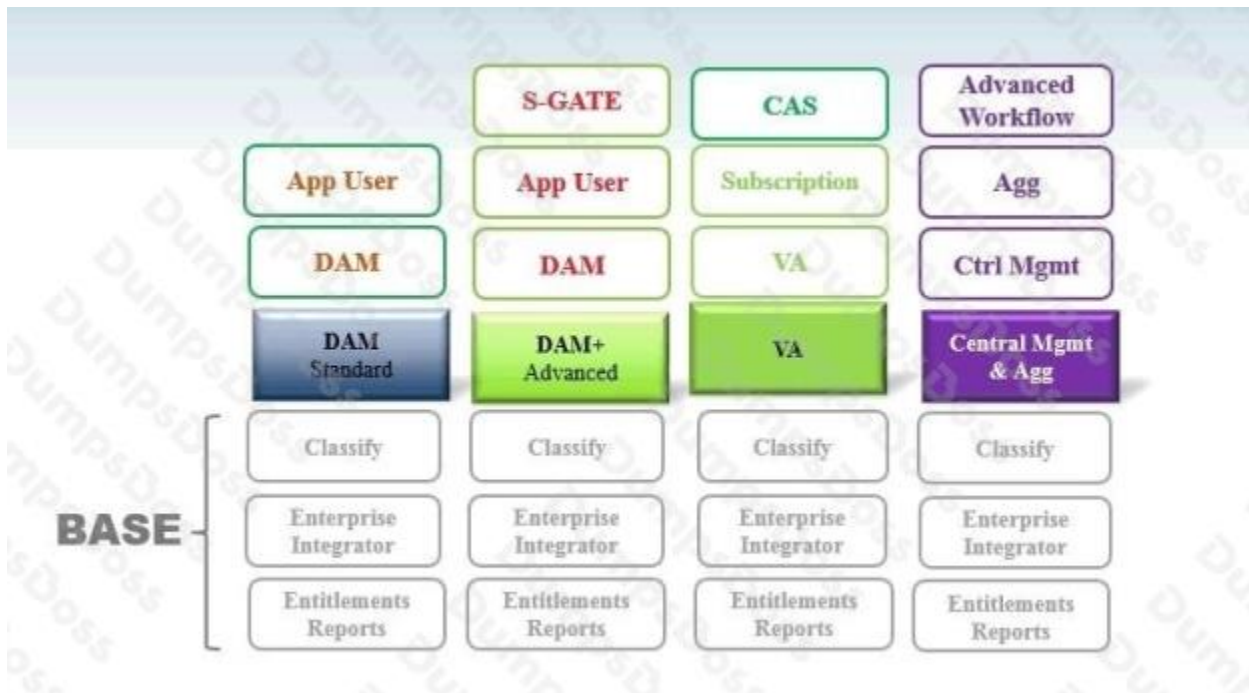 S-GATE
CAS
Advanced
Workflow
App User
App User
Subscription
Agg
DAM
DAM
VA
Ctrl Mgmt
DAM
Standard
DAM+
Advanced
VA
Central Mgmt
& Agg
BASE
Classify
Classify
Classify
Classify
Enterprise
Integrator
Enterprise
Integrator
Enterprise
Integrator
Enterprise
Integrator
Entitlements
Reports
Entitlements
Reports
Entitlements
Reports
Entitlements
Reports
DumpsDoss